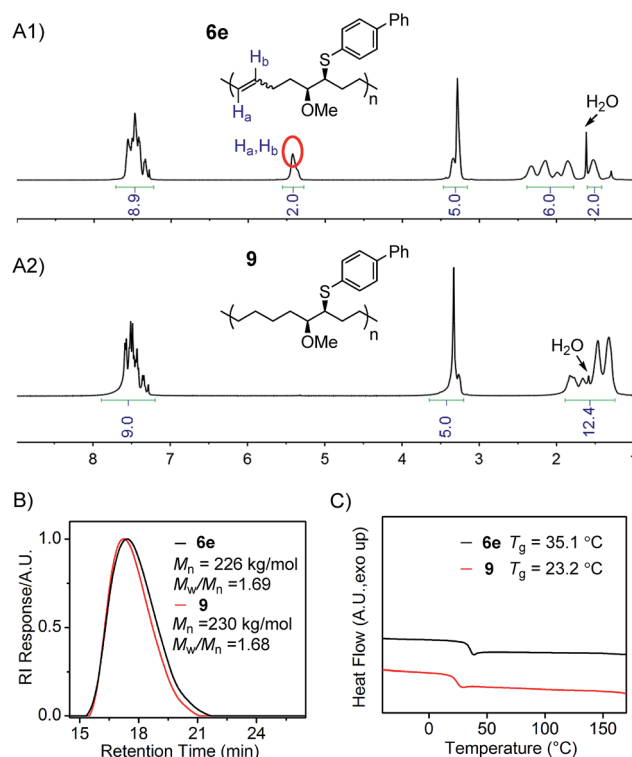 A1)
6e
Ph
S
Hb
Ha
OMe
n
Ha,Hb
H2O
8.9
2.0
5.0
6.0
2.0
A2)
9
Ph
S
OMe
n
H2O
9.0
5.0
12.4
8 7 6 5 4 3 2 1
B)
RI Response/A.U.
1.0
0.5
0.0
6e
Mn = 226 kg/mol
Mw/Mn =1.69
9
Mn =230 kg/mol
Mw/Mn =1.68
15 18 21 24
Retention Time (min)
C)
Heat Flow (A.U.,exo up)
6e Tg = 35.1 °C
9 Tg = 23.2 °C
0 50 100 150
Temperature (°C)